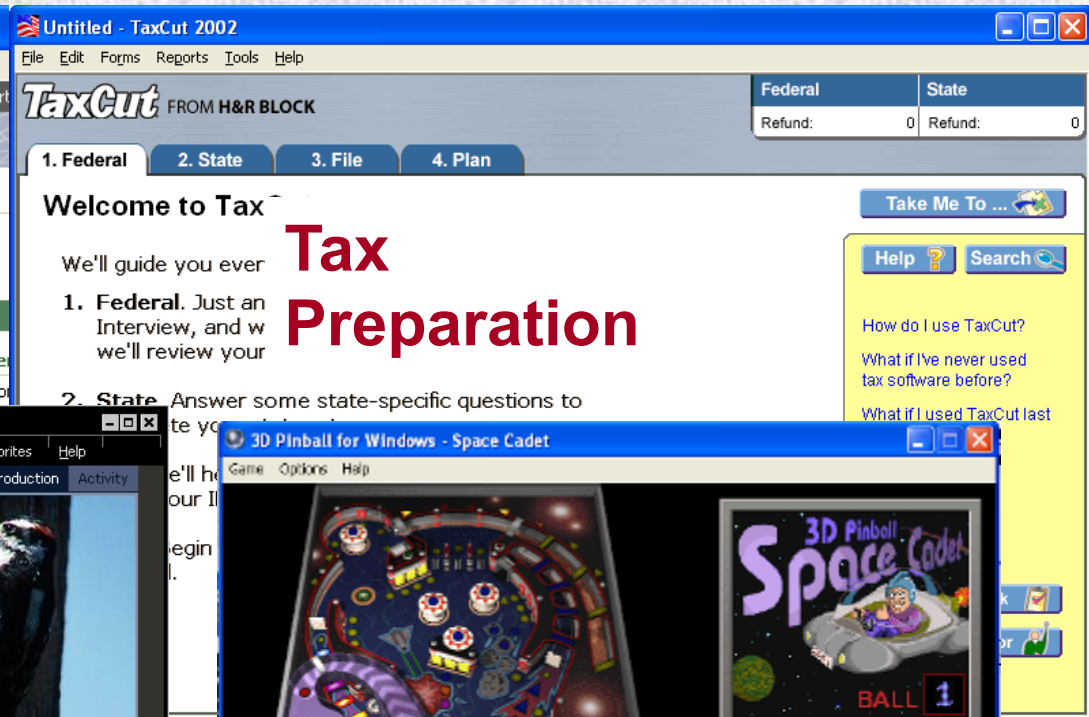 Untitled - TaxCut 2002
File Edit Forms Reports Tools Help
TaxCut FROM H&R BLOCK
Federal State
Refund: 0 Refund: 0
1. Federal 2. State 3. File 4. Plan
Welcome to Tax
Take Me To ...
Tax
Preparation
We'll guide you ever
Help Search
1. Federal. Just an
Interview, and w
we'll review your
How do I use TaxCut?
What if I've never used
tax software before?
What if I used TaxCut last
2. State Answer some state-specific questions to
Help
roduction Activity
3D Pinball for Windows - Space Cadet
Game Options Help
e'll he
our
egin
3D Pinball
Space Cadet
BALL 1